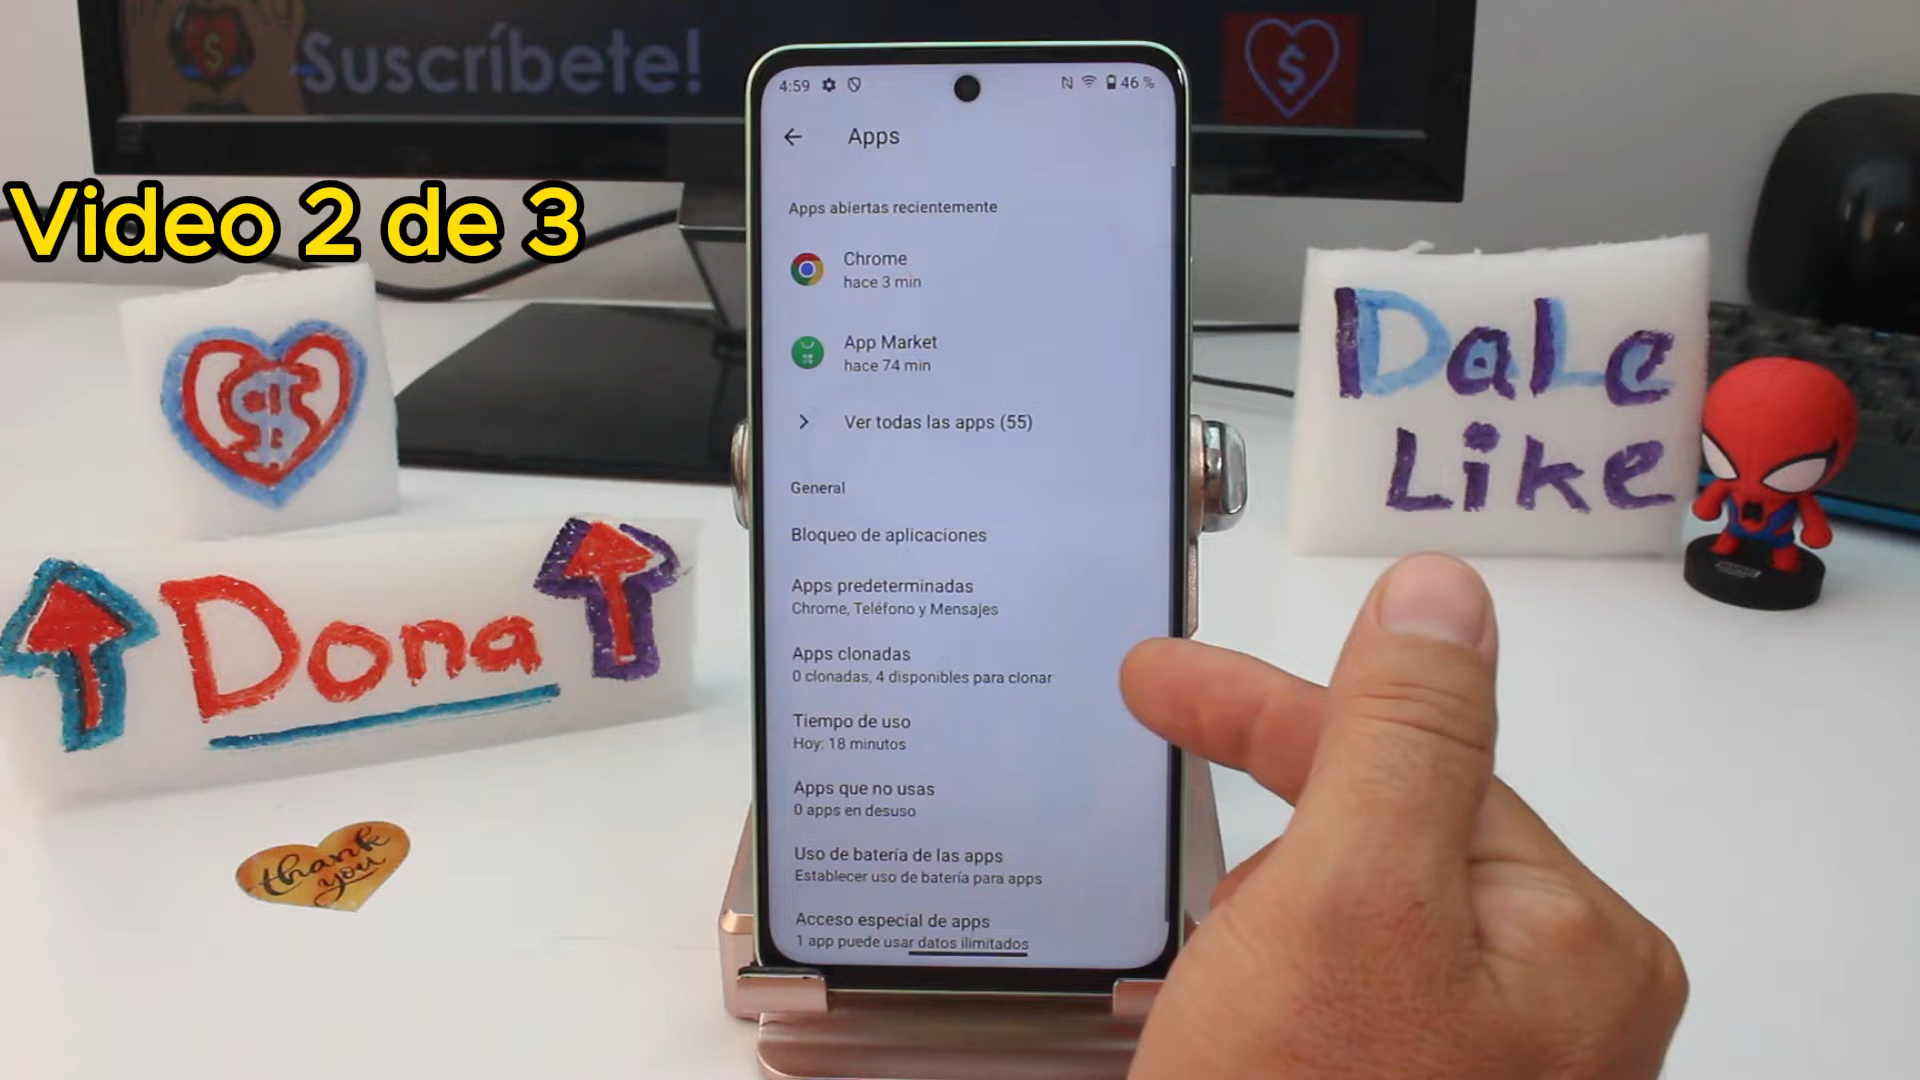 Suscríbete!
$
Video 2 de 3
$
Dona
thank
you
Dale
Like
4:59
46 %
Apps
Apps abiertas recientemente
Chrome
hace 3 min
App Market
hace 74 min
Ver todas las apps (55)
General
Bloqueo de aplicaciones
Apps predeterminadas
Chrome, Teléfono y Mensajes
Apps clonadas
0 clonadas, 4 disponibles para clonar
Tiempo de uso
Hoy: 18 minutos
Apps que no usas
0 apps en desuso
Uso de batería de las apps
Establecer uso de batería para apps
Acceso especial de apps
1 app puede usar datos ilimitados